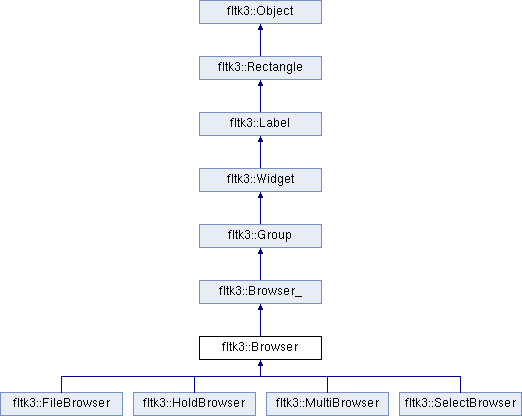 fltk3::Object
fltk3::Rectangle
fltk3::Label
fltk3::Widget
fltk3::Group
fltk3::Browser_
fltk3::Browser
fltk3::FileBrowser
fltk3::HoldBrowser
fltk3::MultiBrowser
fltk3::SelectBrowser